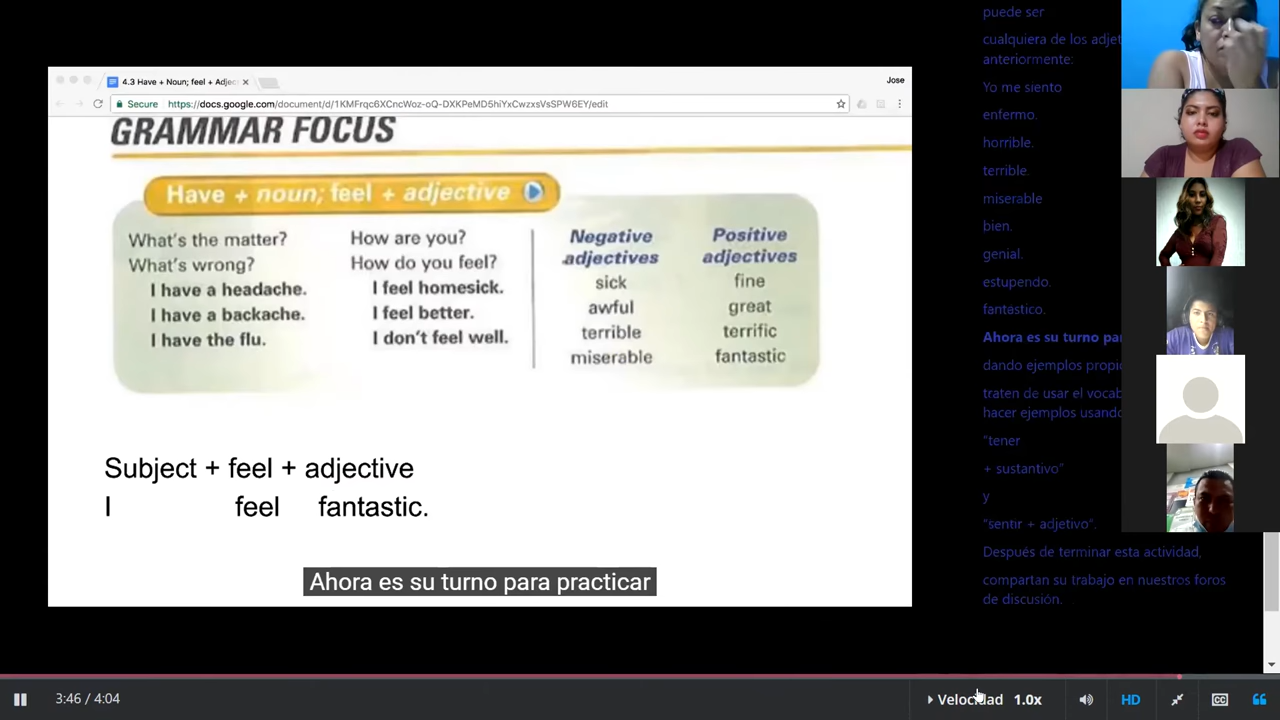 4.3 Have + Noun; feel + Adjec
Jose
Secure https://docs.google.com/document/d/1KMFrqc6XCncWoz-oQ-DXKPeMD5hiYxCwzxsVsSPW6EY/edit
GRAMMAR FOCUS
Have + noun; feel + adjective
What's the matter?
What's wrong?
I have a headache.
I have a backache.
I have the flu.
How are you?
How do you feel?
I feel homesick.
I feel better.
I don't feel well.
Negative
adjectives
sick
awful
terrible
miserable
Positive
adjectives
fine
great
terrific
fantastic
Subject + feel + adjective
I feel fantastic.
Ahora es su turno para practicar
puede ser
cualquiera de los
anteriormente:
Yo me siento
enfermo.
horrible.
terrible.
miserable
bien.
genial.
estupendo.
fantastico.
Ahora es su turno
dando ejemplos
traten de usar el
hacer ejemplos usando
"tener
+ sustantivo"
y
"sentir + adjetivo".
Después de terminar esta actividad,
compartan su trabajo en nuestros foros
de discusión.
3:46 / 4:04
Velocidad 1.0x
HD
CC